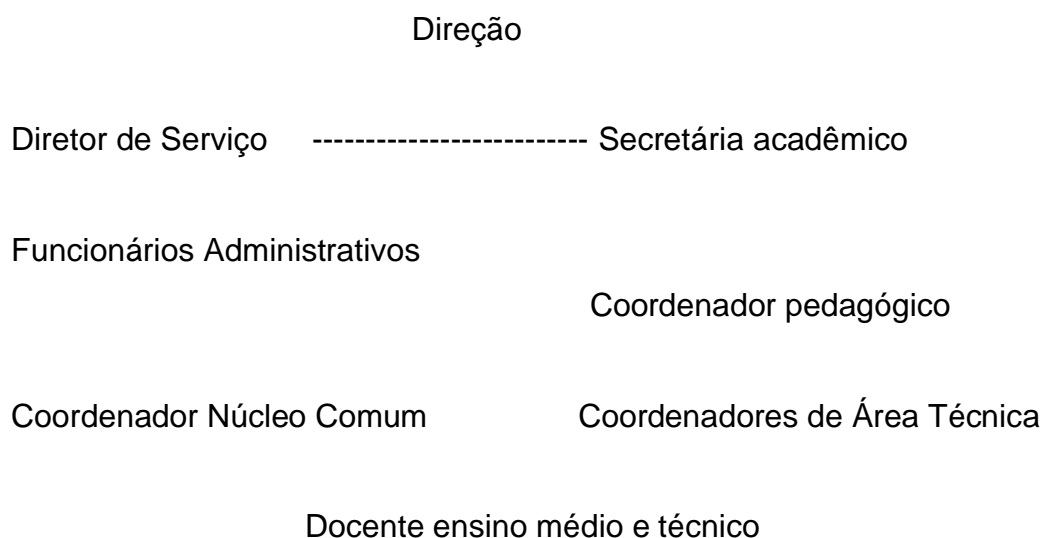 Direção
Diretor de Serviço -------------------------- Secretária acadêmico
Funcionários Administrativos
Coordenador pedagógico
Coordenador Núcleo Comum Coordenadores de Área Técnica
Docente ensino médio e técnico